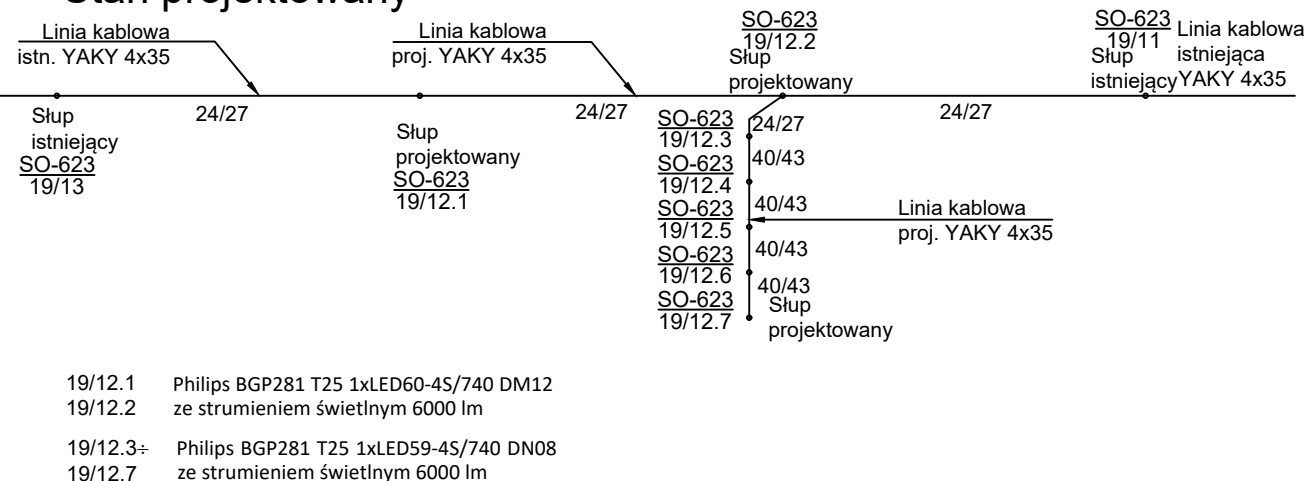 Stan projektowany
Linia kablowa
istn. YAKY 4x35
Linia kablowa
proj. YAKY 4x35
SO-623
19/12.2
Słup
projektowany
SO-623
19/11
Słup
istniejący
Linia kablowa
istniejąca
YAKY 4x35
24/27
24/27
24/27
Słup
istniejący
SO-623
19/13
Słup
projektowany
SO-623
19/12.1
SO-623
19/12.3
24/27
40/43
SO-623
19/12.4
40/43
SO-623
19/12.5
Linia kablowa
proj. YAKY 4x35
40/43
SO-623
19/12.6
40/43
SO-623
19/12.7
Słup
projektowany
19/12.1 Philips BGP281 T25 1xLED60-4S/740 DM12
19/12.2 ze strumieniem świetlnym 6000 lm
19/12.3÷ Philips BGP281 T25 1xLED59-4S/740 DN08
19/12.7 ze strumieniem świetlnym 6000 lm